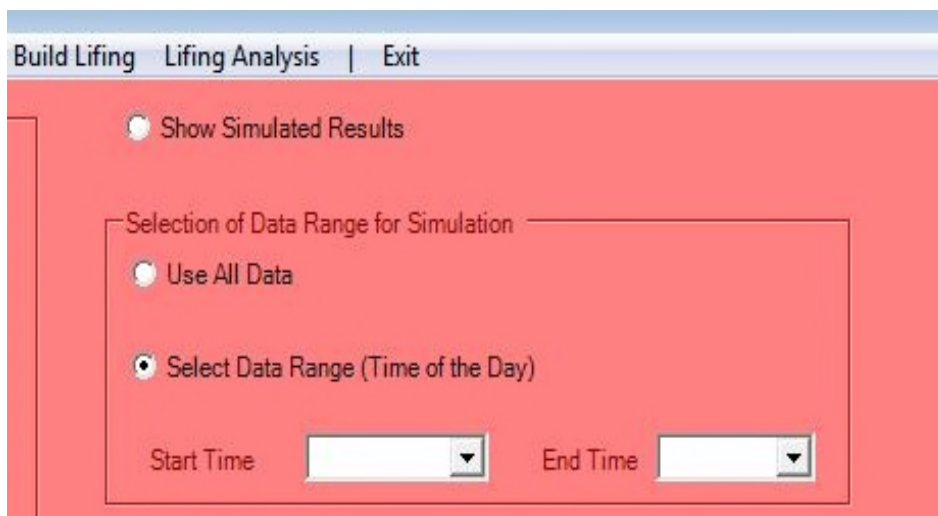 Build Lifing Lifing Analysis | Exit
Show Simulated Results
Selection of Data Range for Simulation
Use All Data
Select Data Range (Time of the Day)
Start Time End Time